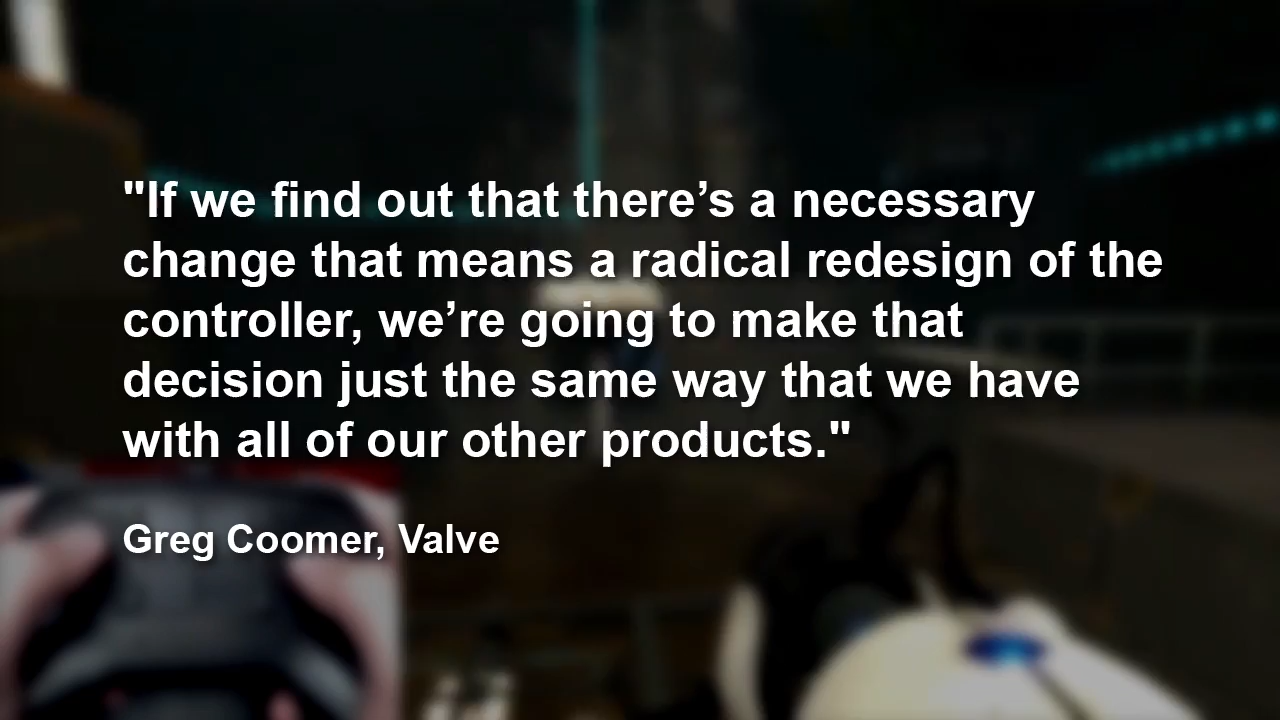 "If we find out that there’s a necessary
change that means a radical redesign of the
controller, we’re going to make that
decision just the same way that we have
with all of our other products."
Greg Coomer, Valve